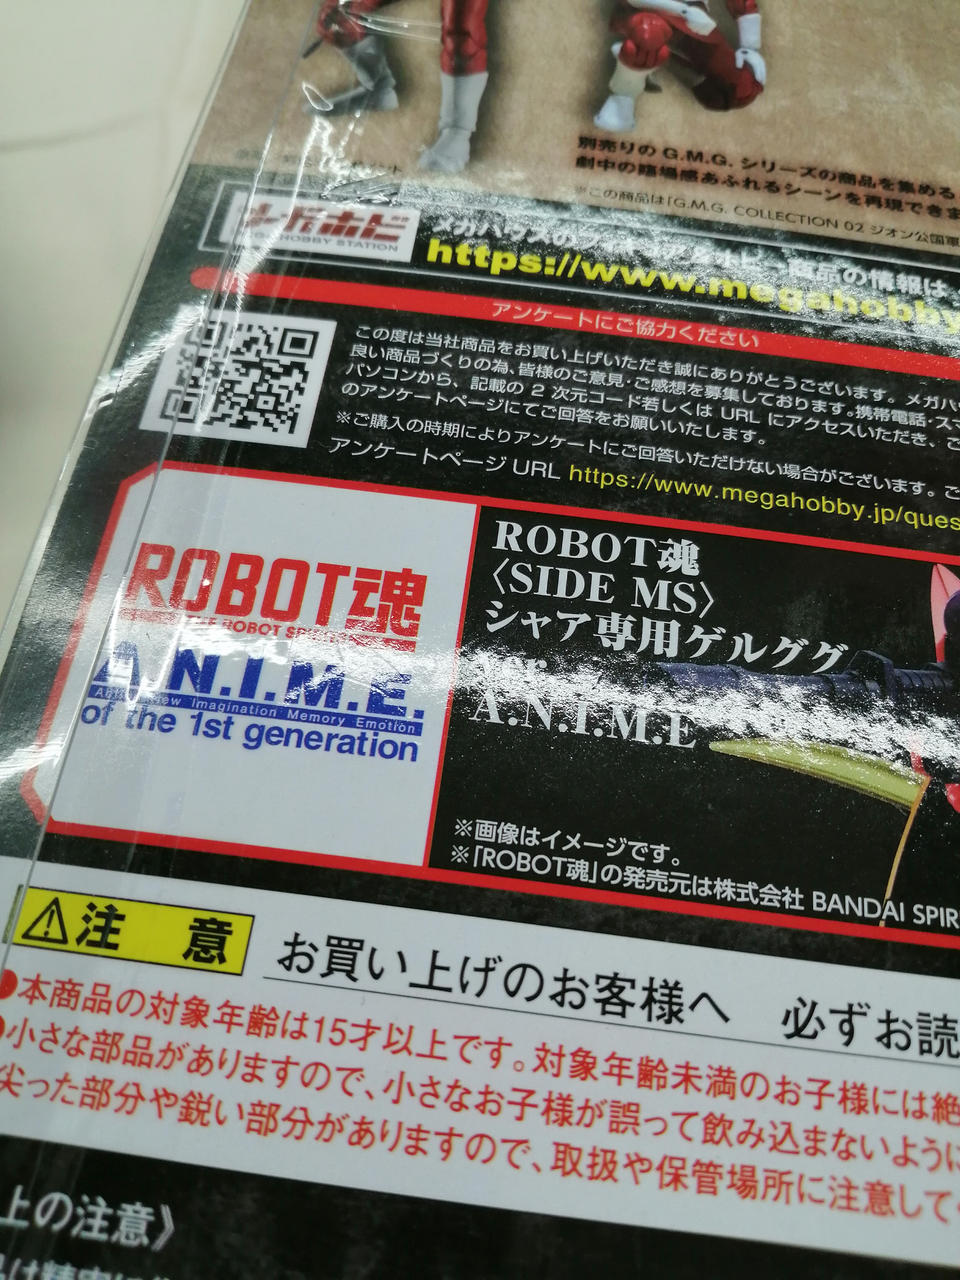 別売りのG.M.G.シリーズの商品を集める
劇中の臨場感あふれるシーンを再現できま
※この商品は「G.M.G. COLLECTION 02 ジオン公国軍
メガホビ
MEGA HOBBY STATION
メガハウスのフィギュア・ホビー商品の情報は、
https://www.megahobby
アンケートにご協力ください
この度は当社商品をお買い上げいただき誠にありがとうございます。メガハ
良い商品づくりの為、皆様のご意見・ご感想を募集しております。携帯電話・スマ
パソコンから、記載の2次元コード若しくは URL にアクセスいただき、こ
のアンケートページにてご回答をお願いいたします。
※ご購入の時期によりアンケートにご回答いただけない場合がございます。ご
アンケートページ URL https://www.megahobby.jp/ques
ROBOT魂
THE ROBOT SPIRITS
A.N.I.M.E.
Imagination Memory Emotion
of the 1st generation
ROBOT魂
〈SIDE MS〉
シャア専用ゲルググ
ver.
A.N.I.M.E
※画像はイメージです。
※「ROBOT魂」の発売元は株式会社 BANDAI SPIR
⚠注 意
お買い上げのお客様へ 必ずお読
●本商品の対象年齢は15才以上です。対象年齢未満のお子様には絶
●小さな部品がありますので、小さなお子様が誤って飲み込まないように
尖った部分や鋭い部分がありますので、取扱や保管場所に注意して
上の注意》